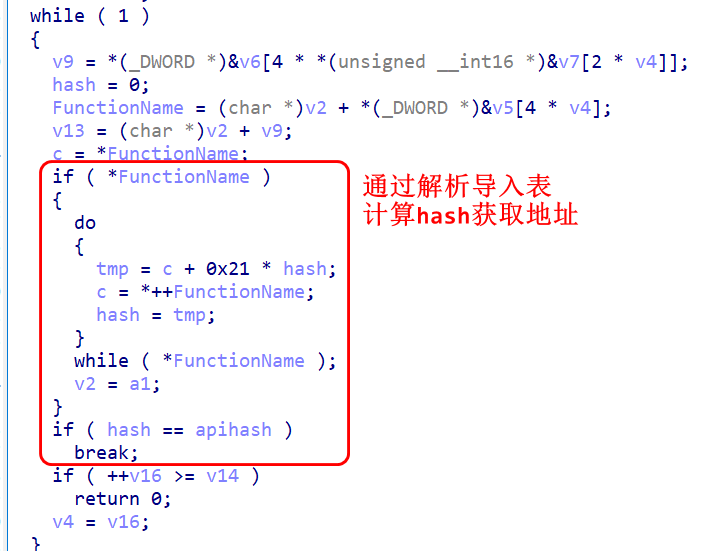 while ( 1 )
{
v9 = *(_DWORD *)&v6[4 * *(unsigned __int16 *)&v7[2 * v4]];
hash = 0;
FunctionName = (char *)v2 + *(_DWORD *)&v5[4 * v4];
v13 = (char *)v2 + v9;
c = *FunctionName;
if ( *FunctionName )
{
do
{
tmp = c + 0x21 * hash;
c = *++FunctionName;
hash = tmp;
}
while ( *FunctionName );
v2 = a1;
}
if ( hash == apihash )
break;
if ( ++v16 >= v14 )
return 0;
v4 = v16;
}
通过解析导入表
计算hash获取地址